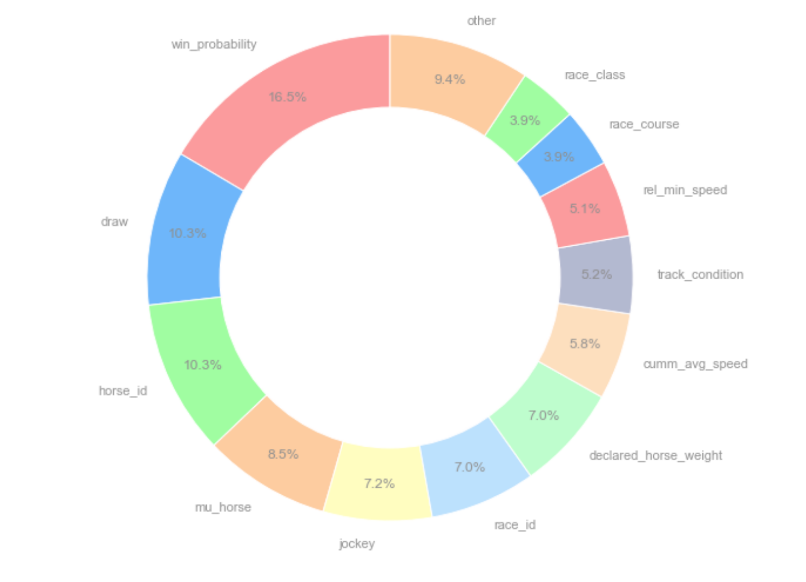 other
win_probability
race_class
9.4%
16.5%
3.9%
race_course
3.9%
rel_min_speed
5.1%
draw
10.3%
5.2%
track_condition
5.8%
cumm_avg_speed
10.3%
horse_id
7.0%
declared_horse_weight
8.5%
7.0%
7.2%
mu_horse
race_id
jockey